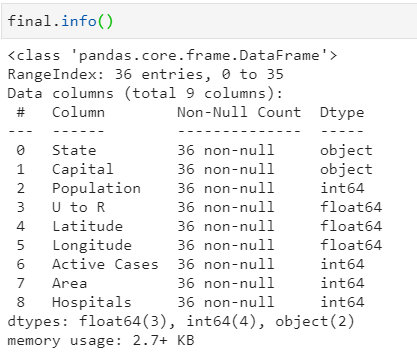 final.info()
<class 'pandas.core.frame.DataFrame'>
RangeIndex: 36 entries, 0 to 35
Data columns (total 9 columns):
 #   Column        Non-Null Count  Dtype
---  ------        --------------  -----
 0   State         36 non-null     object
 1   Capital       36 non-null     object
 2   Population    36 non-null     int64
 3   U to R        36 non-null     float64
 4   Latitude      36 non-null     float64
 5   Longitude     36 non-null     float64
 6   Active Cases  36 non-null     int64
 7   Area          36 non-null     int64
 8   Hospitals     36 non-null     int64
dtypes: float64(3), int64(4), object(2)
memory usage: 2.7+ KB